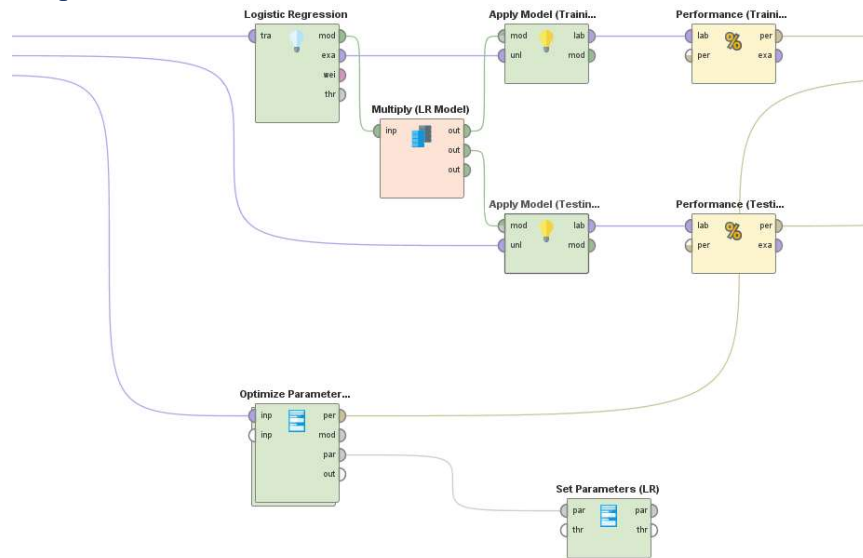 Logistic Regression
tra
mod
exa
wei
thr
Multiply (LR Model)
inp
out
out
out
Apply Model (Traini...
mod
unl
lab
mod
Performance (Traini...
lab
per
per
exa
Apply Model (Testin...
mod
unl
lab
mod
Performance (Testi...
lab
per
per
exa
Optimize Parameter...
inp
inp
per
mod
par
out
Set Parameters (LR)
par
thr
par
thr